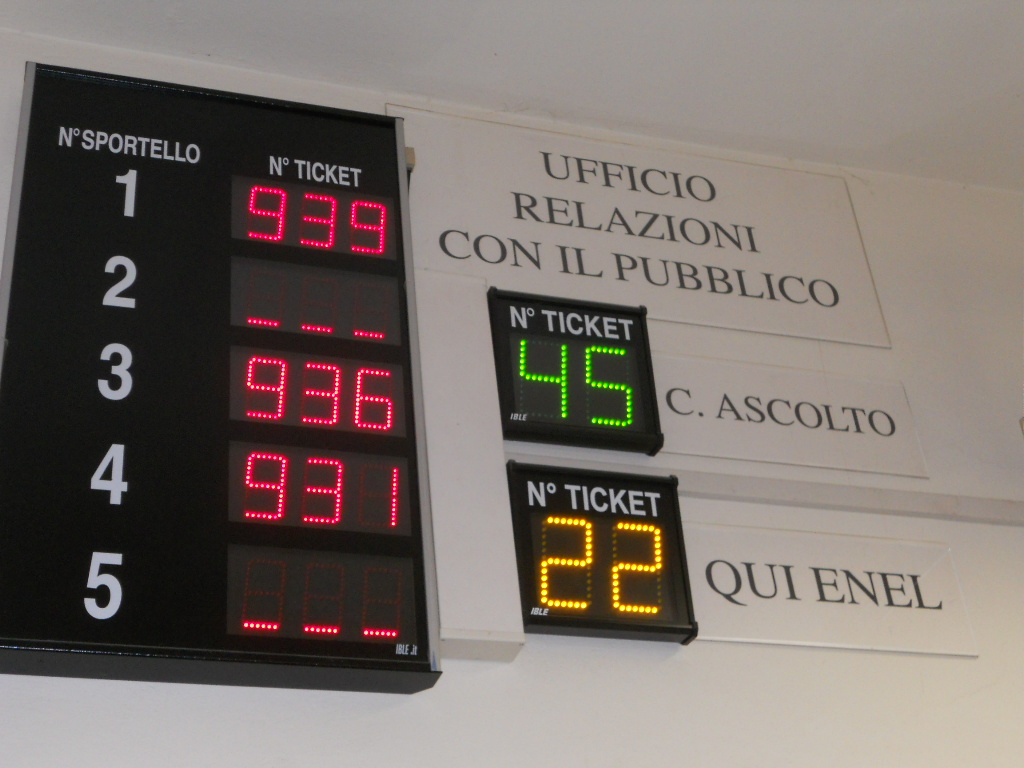 N° SPORTELLO N° TICKET
1 939
2 _ _ _
3 936
4 931
5 _ _ _
IBLE.it
UFFICIO
RELAZIONI
CON IL PUBBLICO
N° TICKET
45
IBLE
C. ASCOLTO
N° TICKET
22
IBLE
QUI ENEL